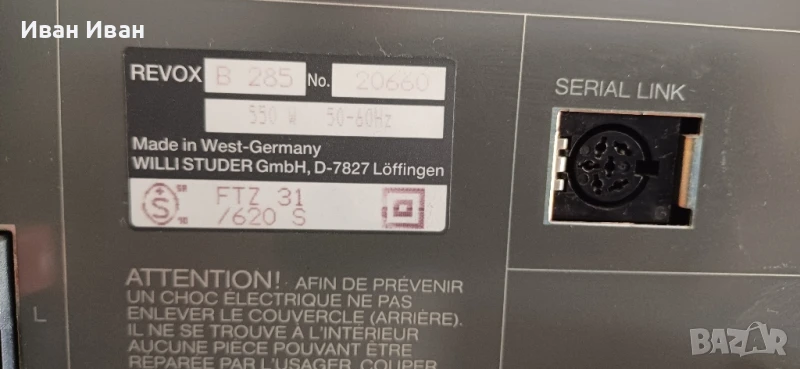 Иван Иван
REVOX B 285 No. 20660
550 W 50-60Hz
Made in West-Germany
WILLI STUDER GmbH, D-7827 Löffingen
S
FTZ 31
/620 S
SERIAL LINK
L
ATTENTION! AFIN DE PRÉVENIR
UN CHOC ÉLECTRIQUE NE PAS
ENLEVER LE COUVERCLE (ARRIÈRE).
IL NE SE TROUVE À L'INTÉRIEUR
AUCUNE PIÈCE POUVANT ÊTRE
RÉPARÉE PAR L'USAGER. COUPER
BAZAR